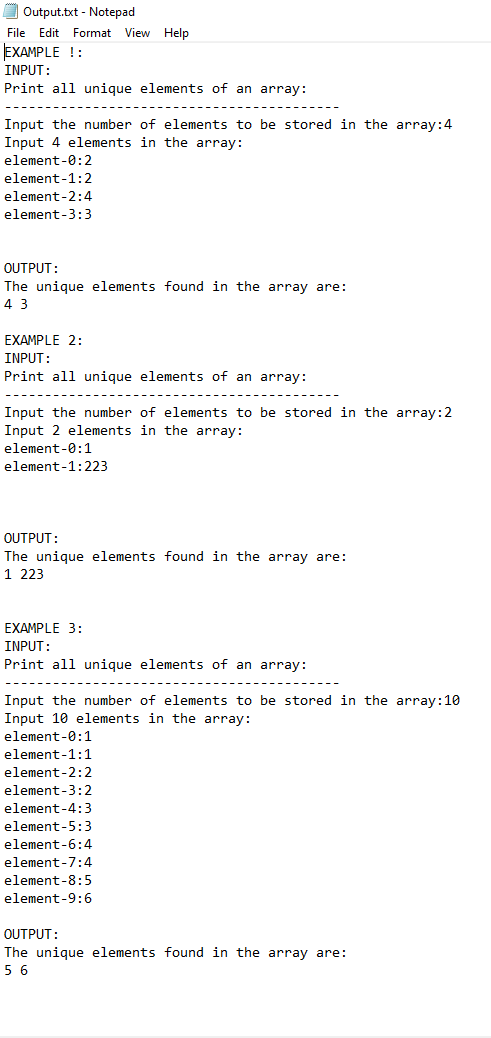 Output.txt - Notepad
File Edit Format View Help
EXAMPLE !:
INPUT:
Print all unique elements of an array:
------------------------------------------
Input the number of elements to be stored in the array:4
Input 4 elements in the array:
element-0:2
element-1:2
element-2:4
element-3:3
OUTPUT:
The unique elements found in the array are:
4 3
EXAMPLE 2:
INPUT:
Print all unique elements of an array:
------------------------------------------
Input the number of elements to be stored in the array:2
Input 2 elements in the array:
element-0:1
element-1:223
OUTPUT:
The unique elements found in the array are:
1 223
EXAMPLE 3:
INPUT:
Print all unique elements of an array:
------------------------------------------
Input the number of elements to be stored in the array:10
Input 10 elements in the array:
element-0:1
element-1:1
element-2:2
element-3:2
element-4:3
element-5:3
element-6:4
element-7:4
element-8:5
element-9:6
OUTPUT:
The unique elements found in the array are:
5 6